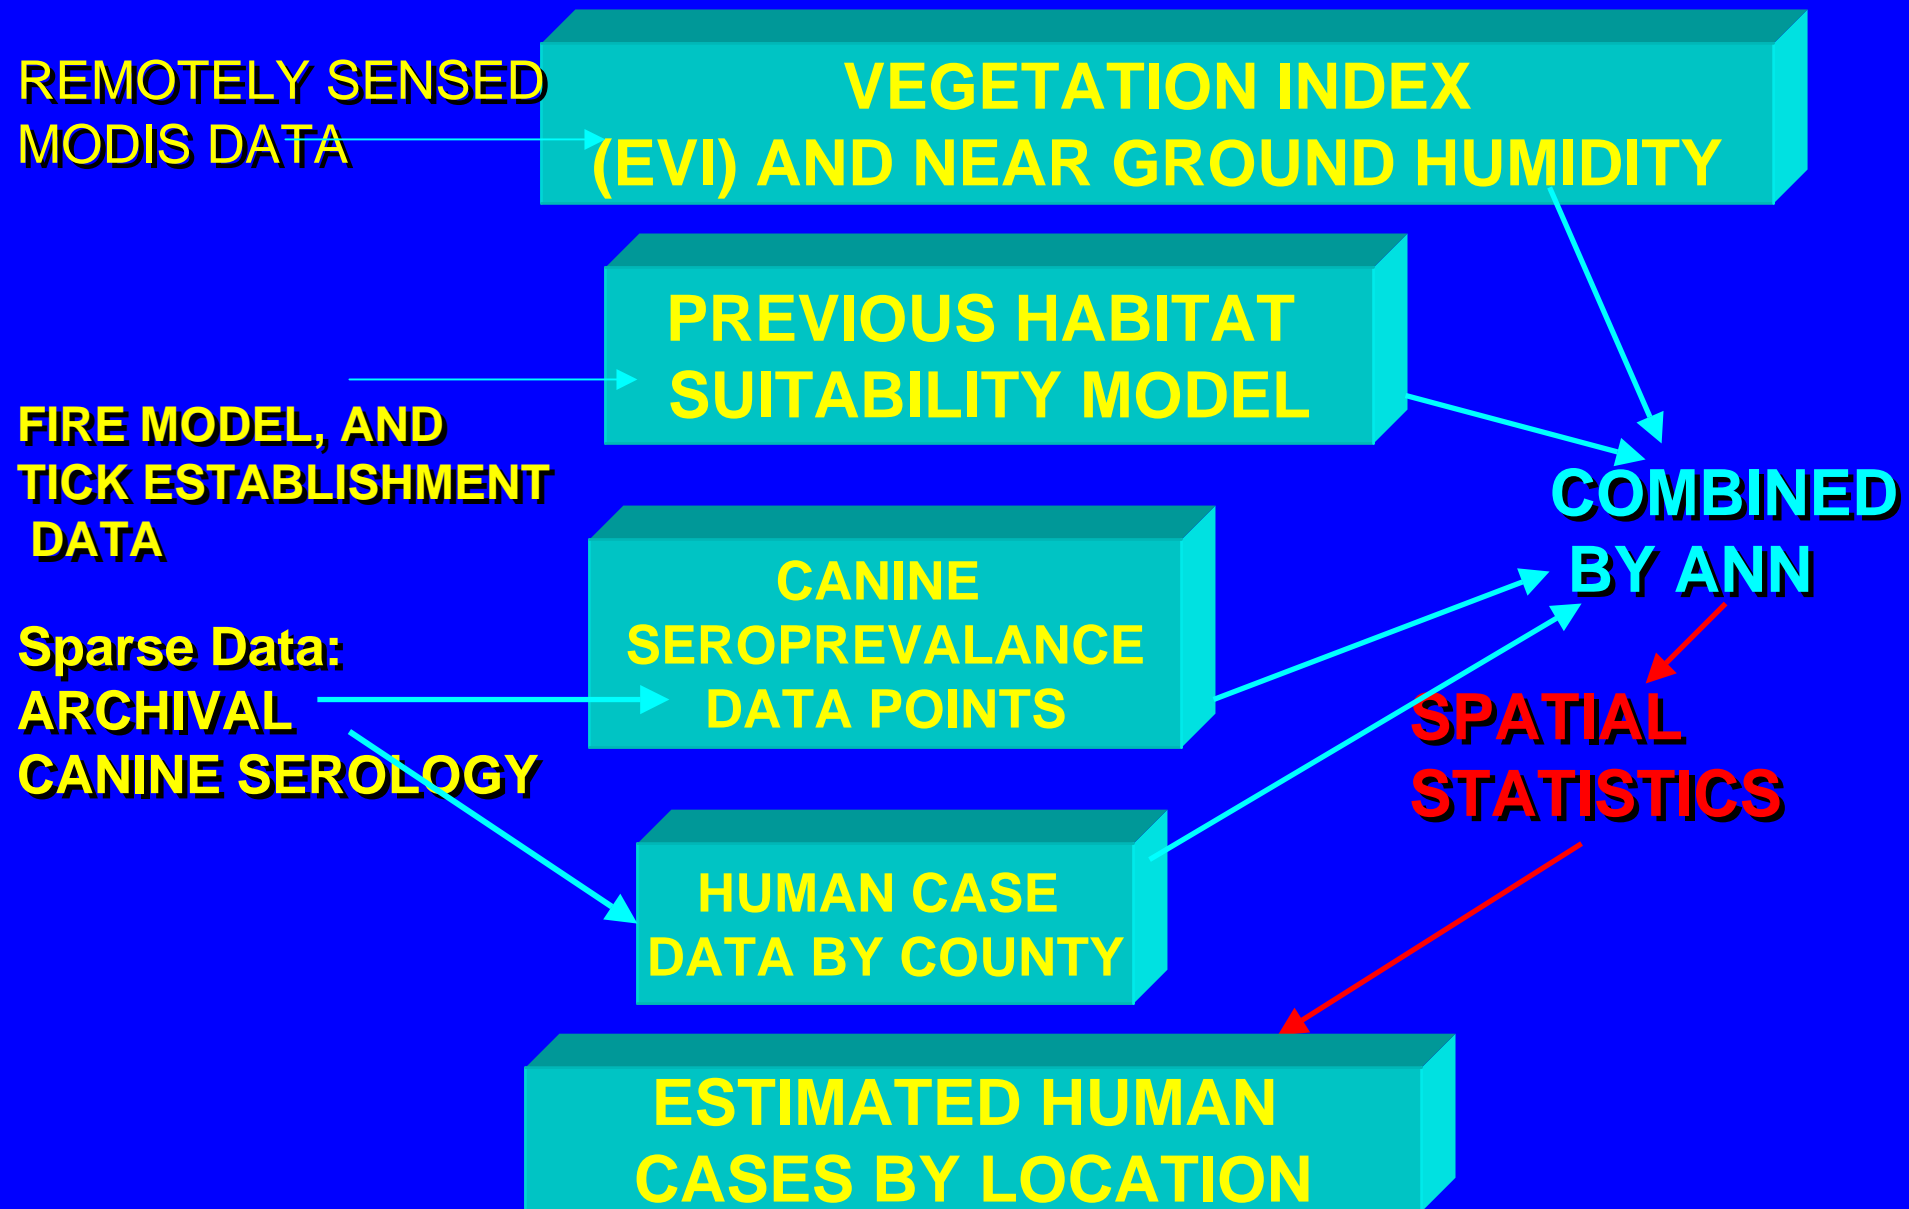 REMOTELY SENSED
MODIS DATA
VEGETATION INDEX
(EVI) AND NEAR GROUND HUMIDITY
PREVIOUS HABITAT
SUITABILITY MODEL
FIRE MODEL, AND
TICK ESTABLISHMENT
DATA
COMBINED
BY ANN
CANINE
SEROPREVALANCE
DATA POINTS
Sparse Data:
ARCHIVAL
CANINE SEROLOGY
SPATIAL
STATISTICS
HUMAN CASE
DATA BY COUNTY
ESTIMATED HUMAN
CASES BY LOCATION